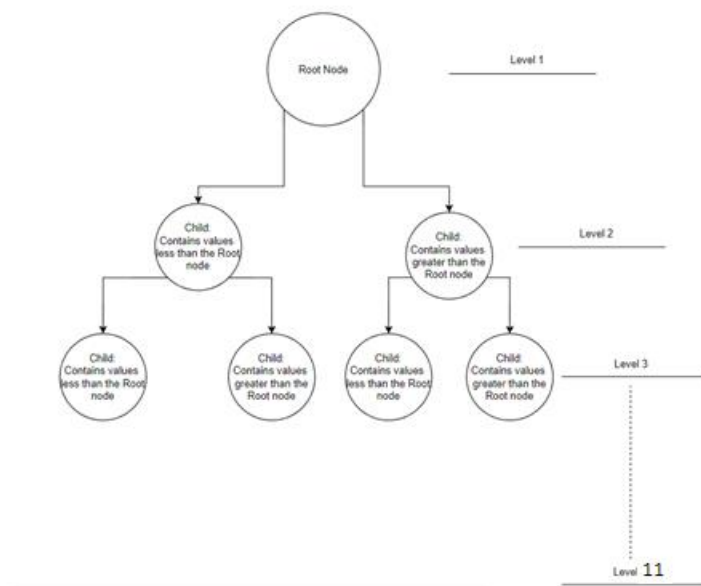 Root Node
Level 1
Child:
Contains values
less than the Root
node
Child:
Contains values
greater than the
Root node
Level 2
Child:
Contains values
less than the Root
node
Child:
Contains values
greater than the
Root node
Child:
Contains values
less than the Root
node
Child:
Contains values
greater than the
Root node
Level 3
Level 11